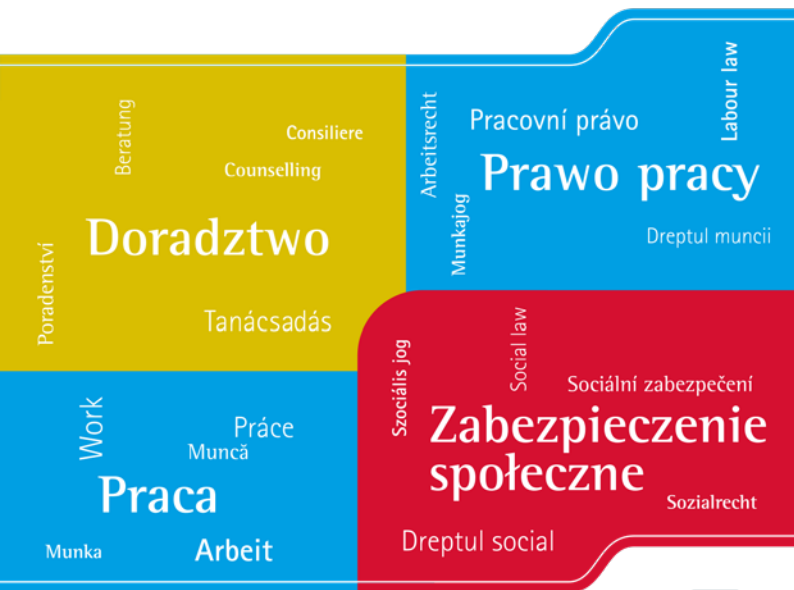 Beratung
Consiliere
Counselling
Doradztwo
Poradenství
Tanácsadás
Arbeitsrecht
Pracovní právo
Labour law
Prawo pracy
Munkajog
Dreptul muncii
Work
Práce
Muncă
Praca
Munka
Arbeit
Szociális jog
Social law
Sociální zabezpečení
Zabezpieczenie
społeczne
Sozialrecht
Dreptul social